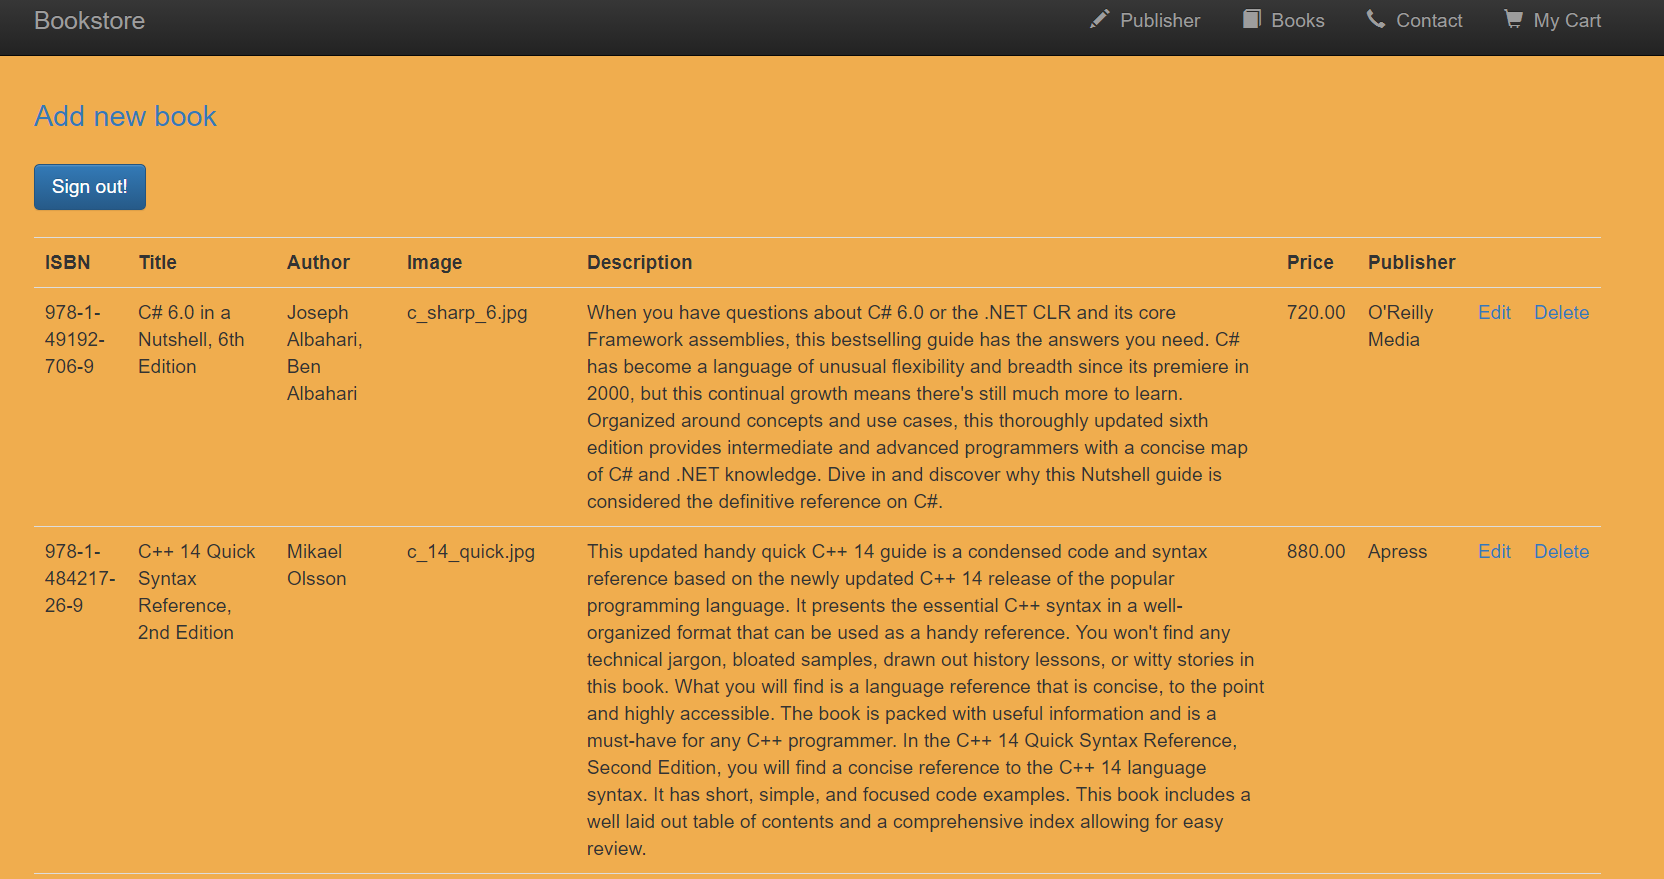 Bookstore
Publisher
Books
Contact
My Cart
Add new book
Sign out!
ISBN Title Author Image Description Price Publisher
978-1-
49192-
706-9
C# 6.0 in a
Nutshell, 6th
Edition
Joseph
Albahari,
Ben
Albahari
c_sharp_6.jpg
When you have questions about C# 6.0 or the .NET CLR and its core
Framework assemblies, this bestselling guide has the answers you need. C#
has become a language of unusual flexibility and breadth since its premiere in
2000, but this continual growth means there's still much more to learn.
Organized around concepts and use cases, this thoroughly updated sixth
edition provides intermediate and advanced programmers with a concise map
of C# and .NET knowledge. Dive in and discover why this Nutshell guide is
considered the definitive reference on C#.
720.00
O'Reilly
Media
Edit
Delete
978-1-
484217-
26-9
C++ 14 Quick
Syntax
Reference,
2nd Edition
Mikael
Olsson
c_14_quick.jpg
This updated handy quick C++ 14 guide is a condensed code and syntax
reference based on the newly updated C++ 14 release of the popular
programming language. It presents the essential C++ syntax in a well-
organized format that can be used as a handy reference. You won't find any
technical jargon, bloated samples, drawn out history lessons, or witty stories in
this book. What you will find is a language reference that is concise, to the point
and highly accessible. The book is packed with useful information and is a
must-have for any C++ programmer. In the C++ 14 Quick Syntax Reference,
Second Edition, you will find a concise reference to the C++ 14 language
syntax. It has short, simple, and focused code examples. This book includes a
well laid out table of contents and a comprehensive index allowing for easy
review.
880.00
Apress
Edit
Delete